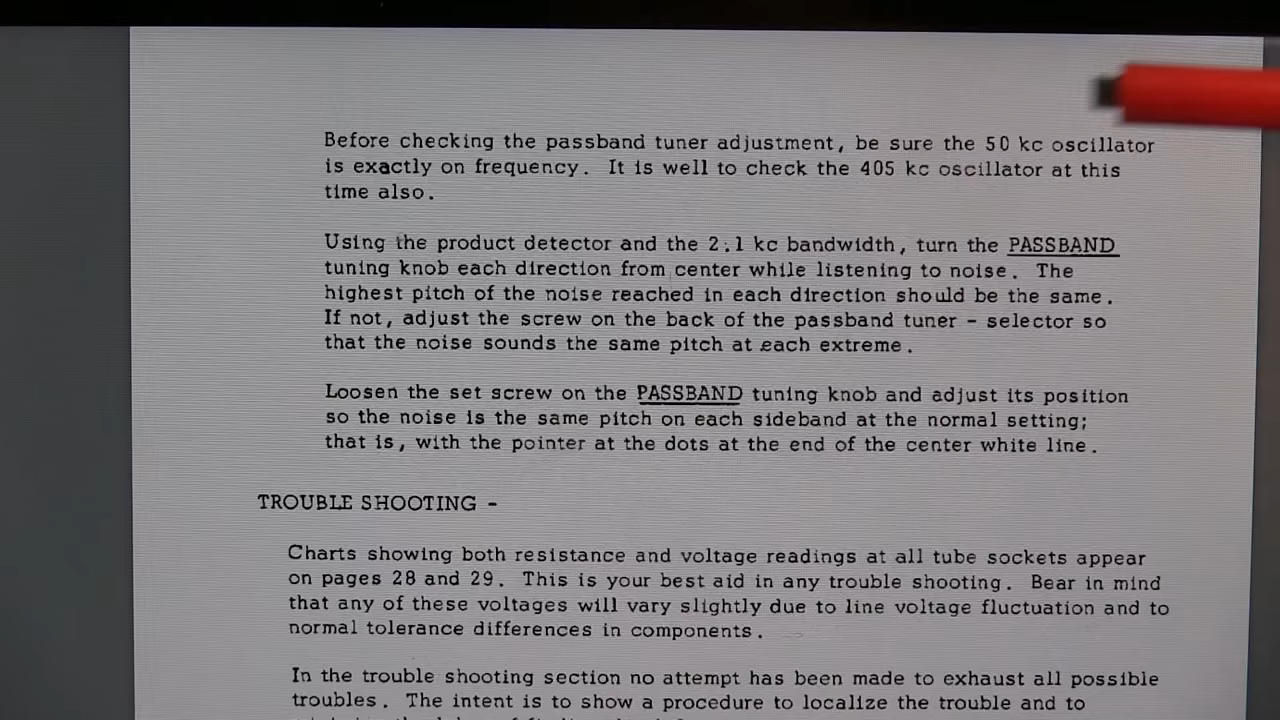 Before checking the passband tuner adjustment, be sure the 50 kc oscillator
is exactly on frequency. It is well to check the 405 kc oscillator at this
time also.
Using the product detector and the 2.1 kc bandwidth, turn the PASSBAND
tuning knob each direction from center while listening to noise. The
highest pitch of the noise reached in each direction should be the same.
If not, adjust the screw on the back of the passband tuner - selector so
that the noise sounds the same pitch at each extreme.
Loosen the set screw on the PASSBAND tuning knob and adjust its position
so the noise is the same pitch on each sideband at the normal setting;
that is, with the pointer at the dots at the end of the center white line.
TROUBLE SHOOTING -
Charts showing both resistance and voltage readings at all tube sockets appear
on pages 28 and 29. This is your best aid in any trouble shooting. Bear in mind
that any of these voltages will vary slightly due to line voltage fluctuation and to
normal tolerance differences in components.
In the trouble shooting section no attempt has been made to exhaust all possible
troubles. The intent is to show a procedure to localize the trouble and to